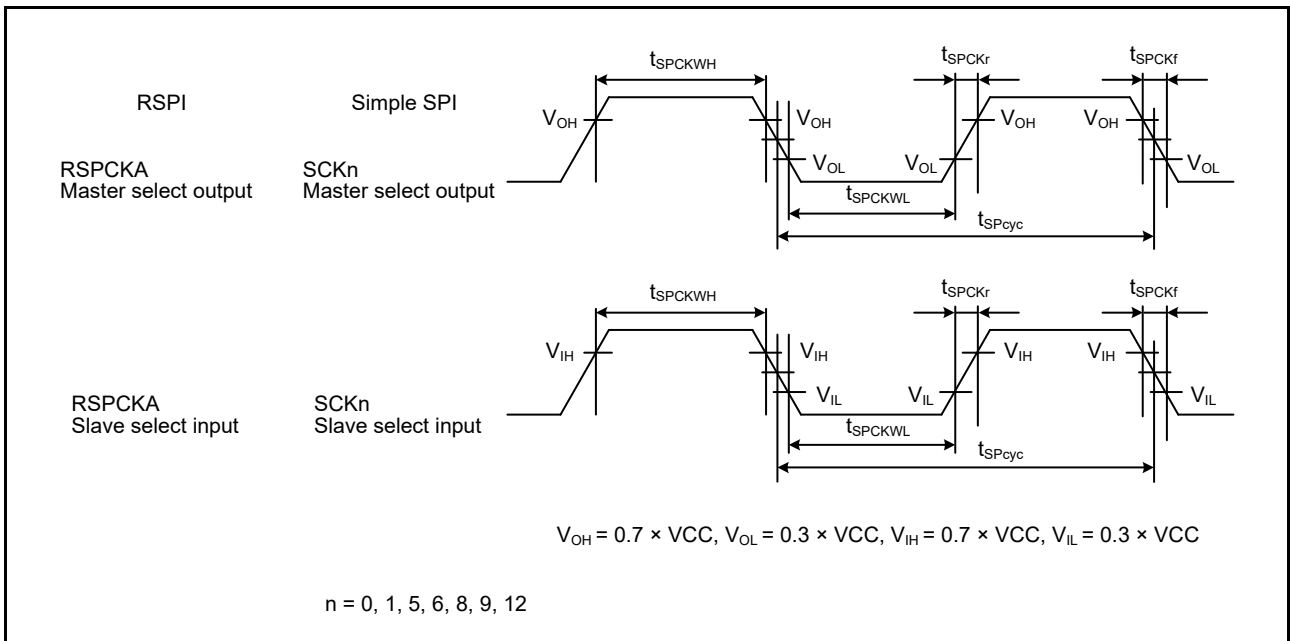 RSPI
Simple SPI
tSPCKWH
tSPCKr
tSPCKf
VOH
VOH
VOH
VOH
RSPCKA
Master select output
SCKn
Master select output
VOL
VOL
VOL
tSPCKWL
tSPcyc
tSPCKWH
tSPCKr
tSPCKf
VIH
VIH
VIH
VIH
RSPCKA
Slave select input
SCKn
Slave select input
VIL
VIL
VIL
tSPCKWL
tSPcyc
VOH = 0.7 × VCC, VOL = 0.3 × VCC, VIH = 0.7 × VCC, VIL = 0.3 × VCC
n = 0, 1, 5, 6, 8, 9, 12